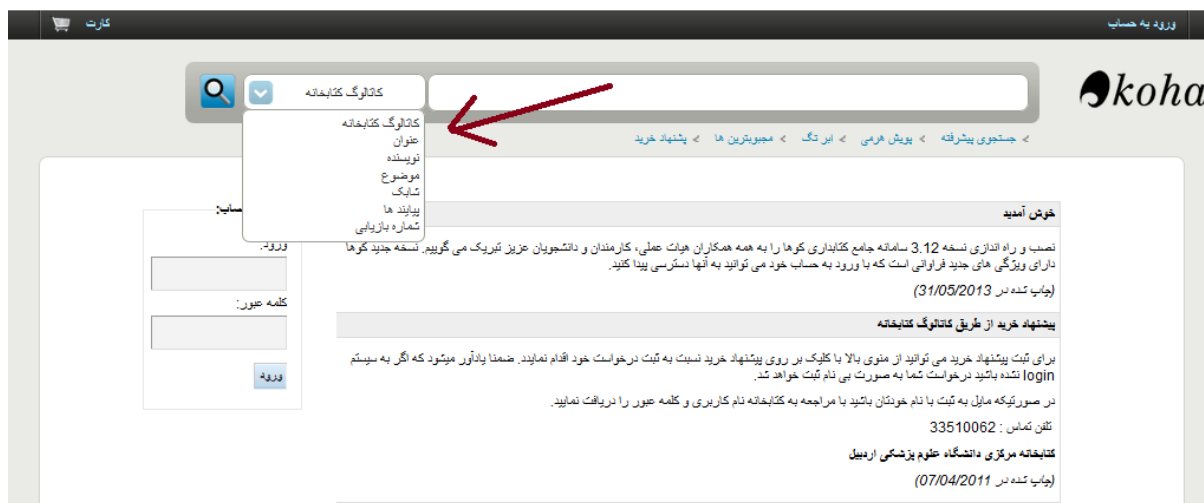 ورود به حساب
کارت
koha
کاتالوگ کتابخانه
کاتالوگ کتابخانه
عنوان
نویسنده
موضوع
شابک
پیایند ها
شماره بازیابی
جستجوی پیشرفته > پویش هرمی > ابر تگ > مجبوبترین ها > پشنهاد خرید
خوش آمدید
نصب و راه اندازی نسخه 3.12 سامانه جامع کتابداری کوها را به همه همکاران هیات عملی، کارمندان و دانشجویان عزیز تبریک می گوییم. نسخه جدید کوها
دارای ویژگی های جدید فراوانی است که با ورود به حساب خود می توانید به آنها دسترسی پیدا کنید.
(چاپ شده در 31/05/2013)
پیشنهاد خرید از طریق کاتالوگ کتابخانه
برای ثبت پیشنهاد خرید می توانید از منوی بالا با کلیک بر روی پیشنهاد خرید نسبت به ثبت درخواست خود اقدام نمایند. ضمنا یادآور میشود که اگر به سیستم
login نشده باشید درخواست شما به صورت بی نام ثبت خواهد شد.
در صورتیکه مایل به ثبت با نام خودتان باشید با مراجعه به کتابخانه نام کاربری و کلمه عبور را دریافت نمایید.
تلفن تماس : 33510062
کتابخانه مرکزی دانشگاه علوم پزشکی اردبیل
(چاپ شده در 07/04/2011)
حساب:
ورود:
کلمه عبور:
ورود